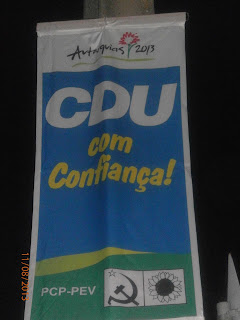 Autárquicas 2013
CDU
com
Confiança!
PCP-PEV
11/08/2013